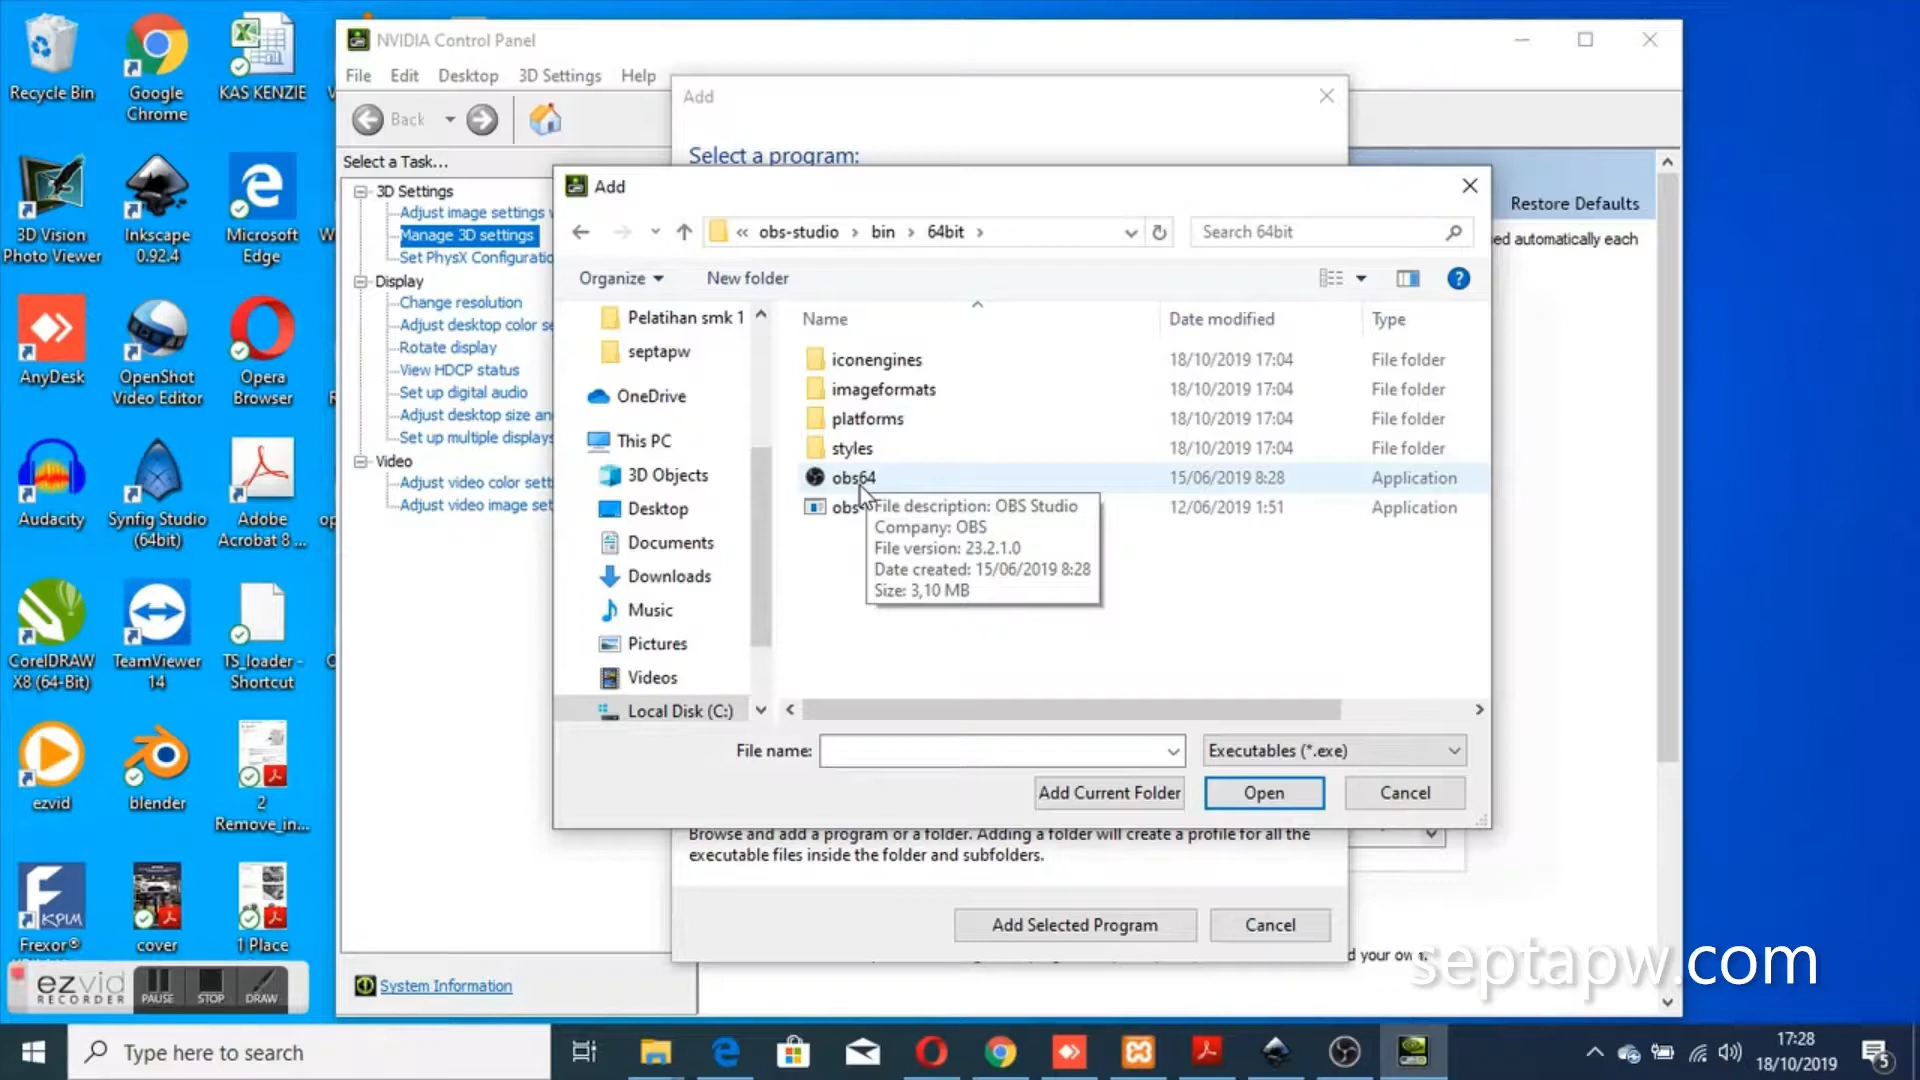 Recycle Bin
Google
Chrome
KAS KENZIE
3D Vision
Photo Viewer
Inkscape
0.92.4
Microsoft
Edge
AnyDesk
OpenShot
Video Editor
Opera
Browser
Audacity
Synfig Studio
(64bit)
Adobe
Acrobat 8 ...
CorelDRAW
X8 (64-Bit)
TeamViewer
14
TS_loader -
Shortcut
ezvid
blender
2
Remove_in...
KPIM
Frexor®
cover
1 Place
ezvid
RECORDER
PAUSE
STOP
DRAW
NVIDIA Control Panel
File Edit Desktop 3D Settings Help
Back
Select a Task...
3D Settings
Adjust image settings w
Manage 3D settings
Set PhysX Configuratio
Display
Change resolution
Adjust desktop color se
Rotate display
View HDCP status
Set up digital audio
Adjust desktop size an
Set up multiple displays
Video
Adjust video color sett
Adjust video image set
System Information
Restore Defaults
ed automatically each
d your own.
Add
Select a program:
Add
« obs-studio › bin › 64bit ›
Search 64bit
Organize
New folder
Pelatihan smk 1
septapw
OneDrive
This PC
3D Objects
Desktop
Documents
Downloads
Music
Pictures
Videos
Local Disk (C:)
Name Date modified Type
iconengines 18/10/2019 17:04 File folder
imageformats 18/10/2019 17:04 File folder
platforms 18/10/2019 17:04 File folder
styles 18/10/2019 17:04 File folder
obs64 15/06/2019 8:28 Application
obs 12/06/2019 1:51 Application
File description: OBS Studio
Company: OBS
File version: 23.2.1.0
Date created: 15/06/2019 8:28
Size: 3,10 MB
File name:
Executables (*.exe)
Add Current Folder
Open
Cancel
Browse and add a program or a folder. Adding a folder will create a profile for all the
executable files inside the folder and subfolders.
Add Selected Program
Cancel
septapw.com
Type here to search
17:28
18/10/2019
5